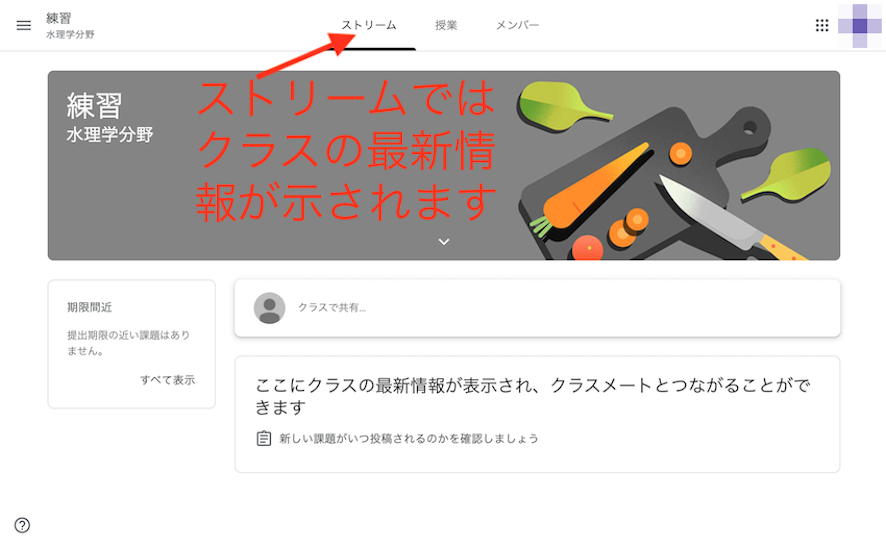 練習
水理学分野
ストリーム
授業
メンバー
練習
水理学分野
ストリームでは
クラスの最新情
報が示されます
期限間近
提出期限の近い課題はあり
ません。
すべて表示
クラスで共有...
ここにクラスの最新情報が表示され、クラスメートとつながることがで
きます
新しい課題がいつ投稿されるのかを確認しましょう